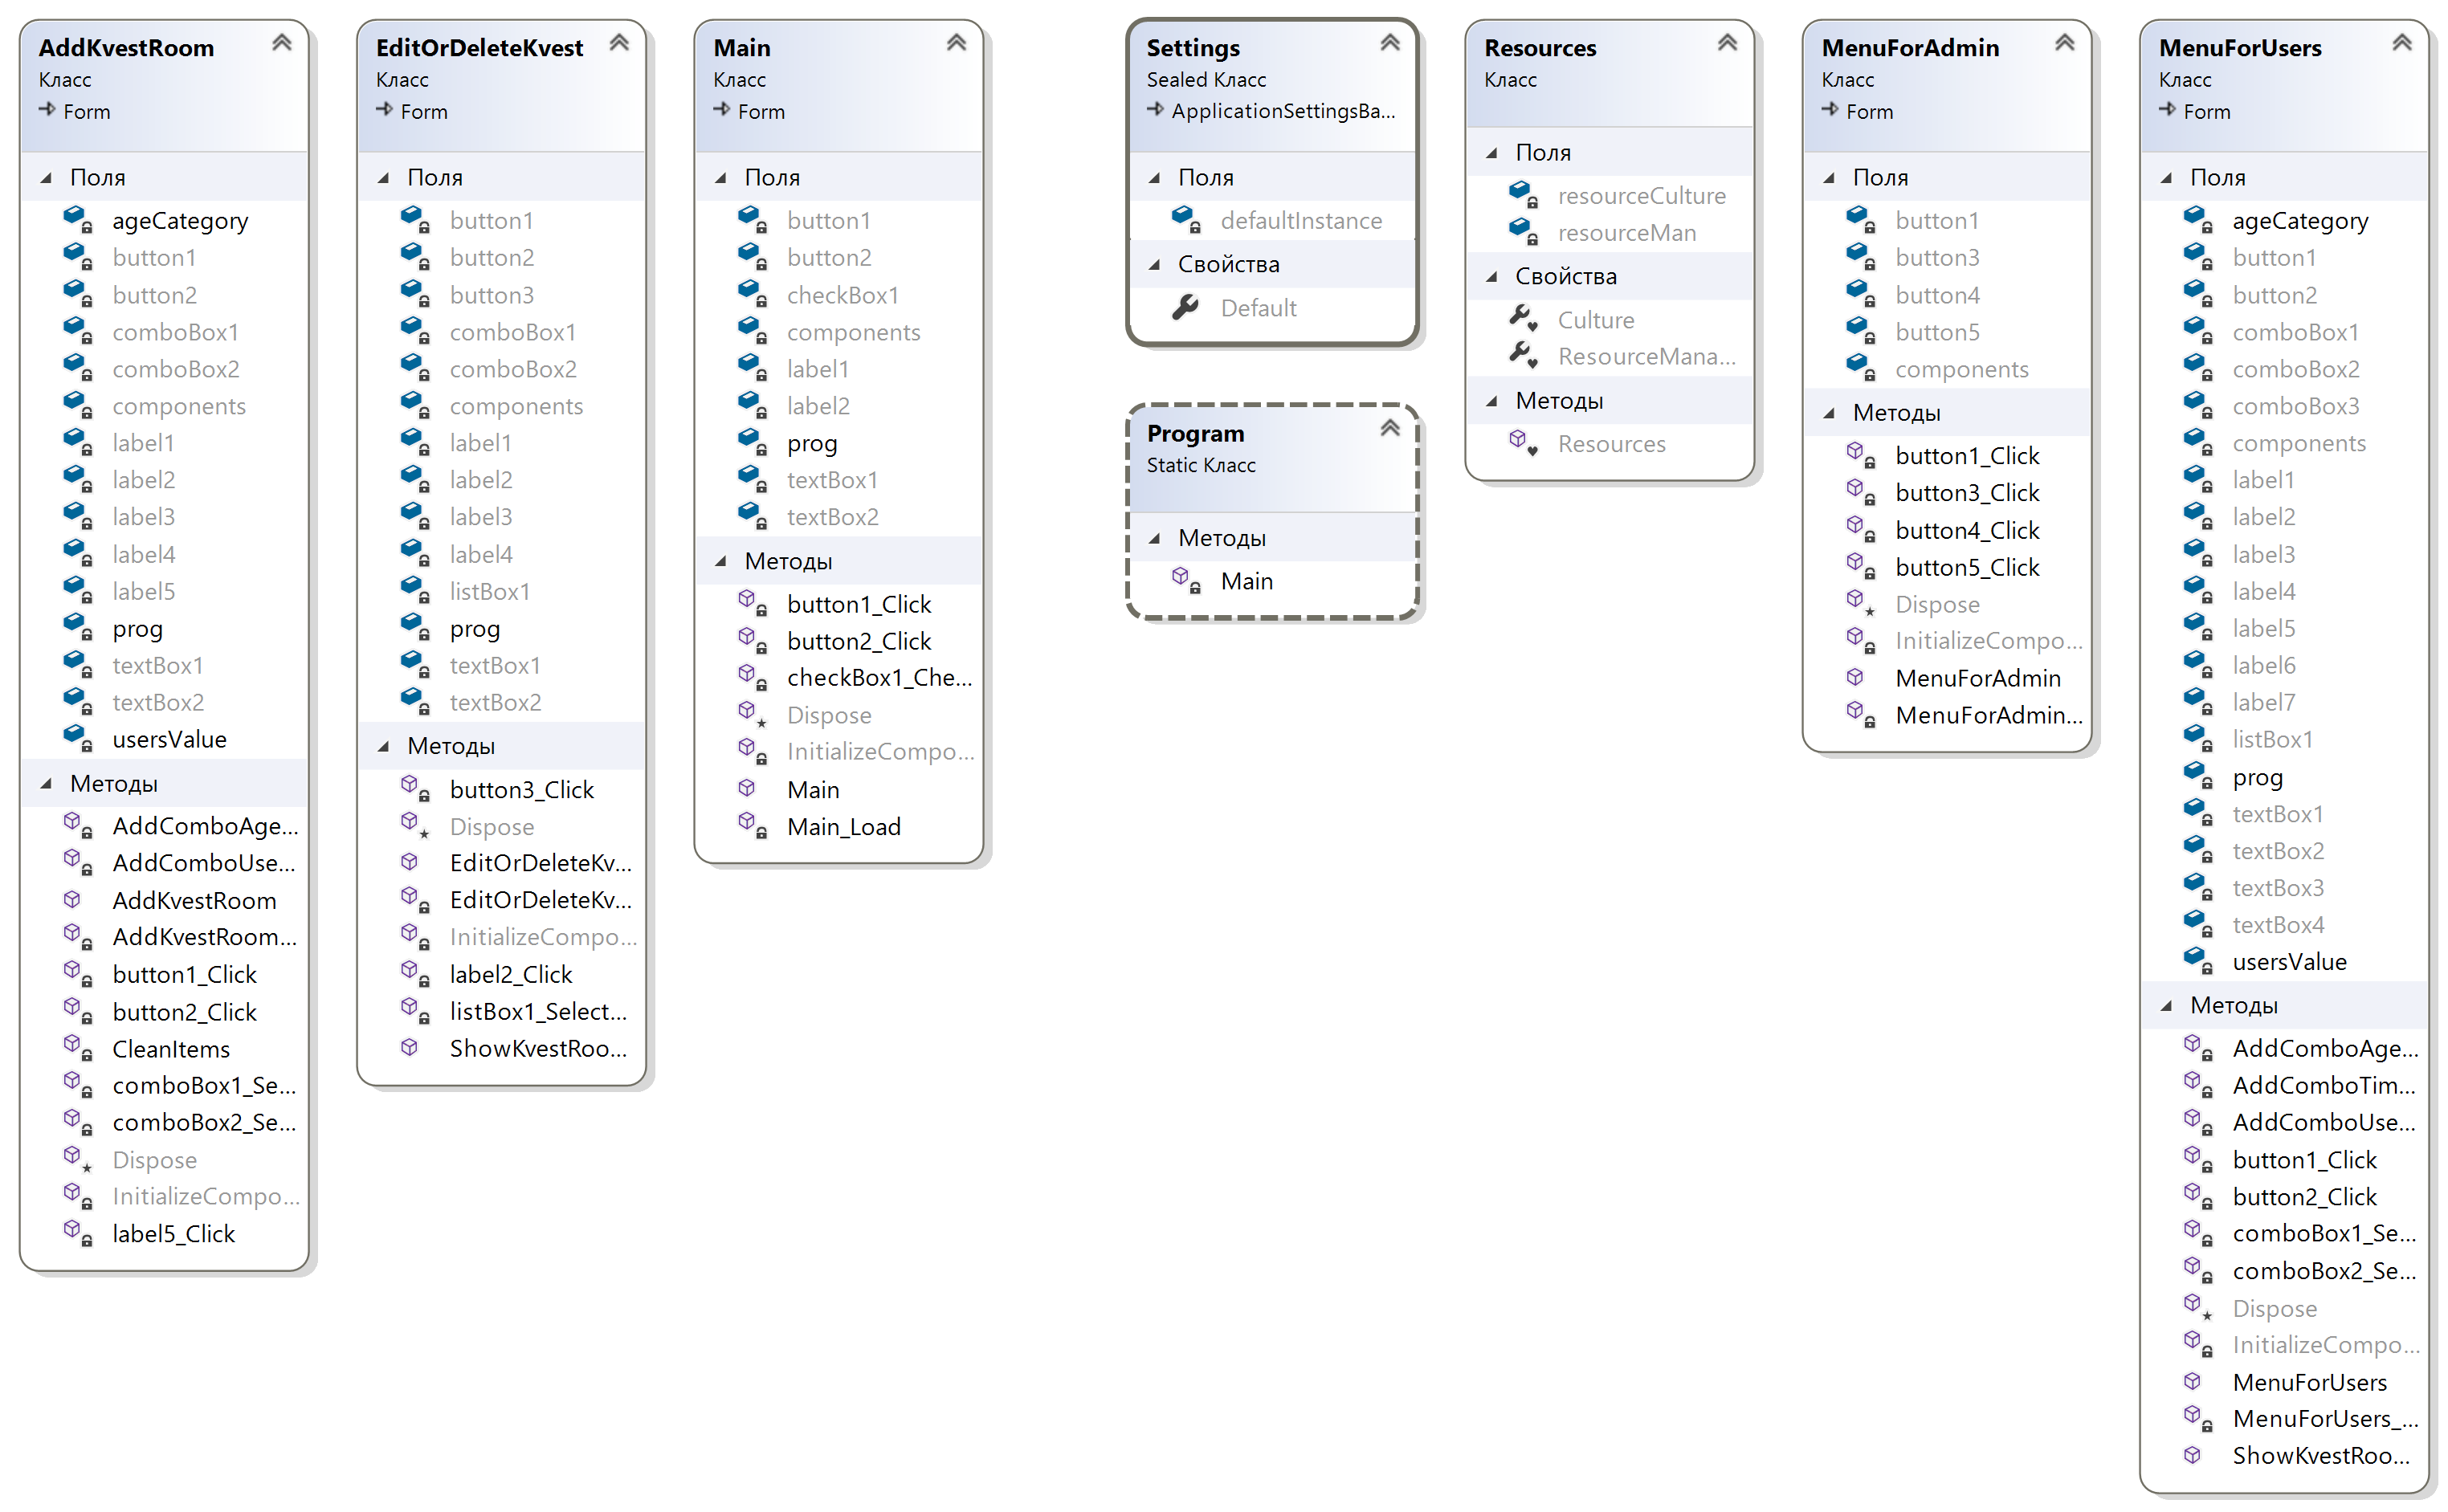 AddKvestRoom
Класс
Form
Поля
ageCategory
button1
button2
comboBox1
comboBox2
components
label1
label2
label3
label4
label5
prog
textBox1
textBox2
usersValue
Методы
AddComboAge...
AddComboUse...
AddKvestRoom
AddKvestRoom...
button1_Click
button2_Click
CleanItems
comboBox1_Se...
comboBox2_Se...
Dispose
InitializeCompo...
label5_Click
EditOrDeleteKvest
Класс
Form
Поля
button1
button2
button3
comboBox1
comboBox2
components
label1
label2
label3
label4
listBox1
prog
textBox1
textBox2
Методы
button3_Click
Dispose
EditOrDeleteKv...
EditOrDeleteKv...
InitializeCompo...
label2_Click
listBox1_Select...
ShowKvestRoo...
Main
Класс
Form
Поля
button1
button2
checkBox1
components
label1
label2
prog
textBox1
textBox2
Методы
button1_Click
button2_Click
checkBox1_Che...
Dispose
InitializeCompo...
Main
Main_Load
Settings
Sealed Класс
ApplicationSettingsBa...
Поля
defaultInstance
Свойства
Default
Program
Static Класс
Методы
Main
Resources
Класс
Поля
resourceCulture
resourceMan
Свойства
Culture
ResourceMana...
Методы
Resources
MenuForAdmin
Класс
Form
Поля
button1
button3
button4
button5
components
Методы
button1_Click
button3_Click
button4_Click
button5_Click
Dispose
InitializeCompo...
MenuForAdmin
MenuForAdmin...
MenuForUsers
Класс
Form
Поля
ageCategory
button1
button2
comboBox1
comboBox2
comboBox3
components
label1
label2
label3
label4
label5
label6
label7
listBox1
prog
textBox1
textBox2
textBox3
textBox4
usersValue
Методы
AddComboAge...
AddComboTim...
AddComboUse...
button1_Click
button2_Click
comboBox1_Se...
comboBox2_Se...
Dispose
InitializeCompo...
MenuForUsers
MenuForUsers_...
ShowKvestRoo...